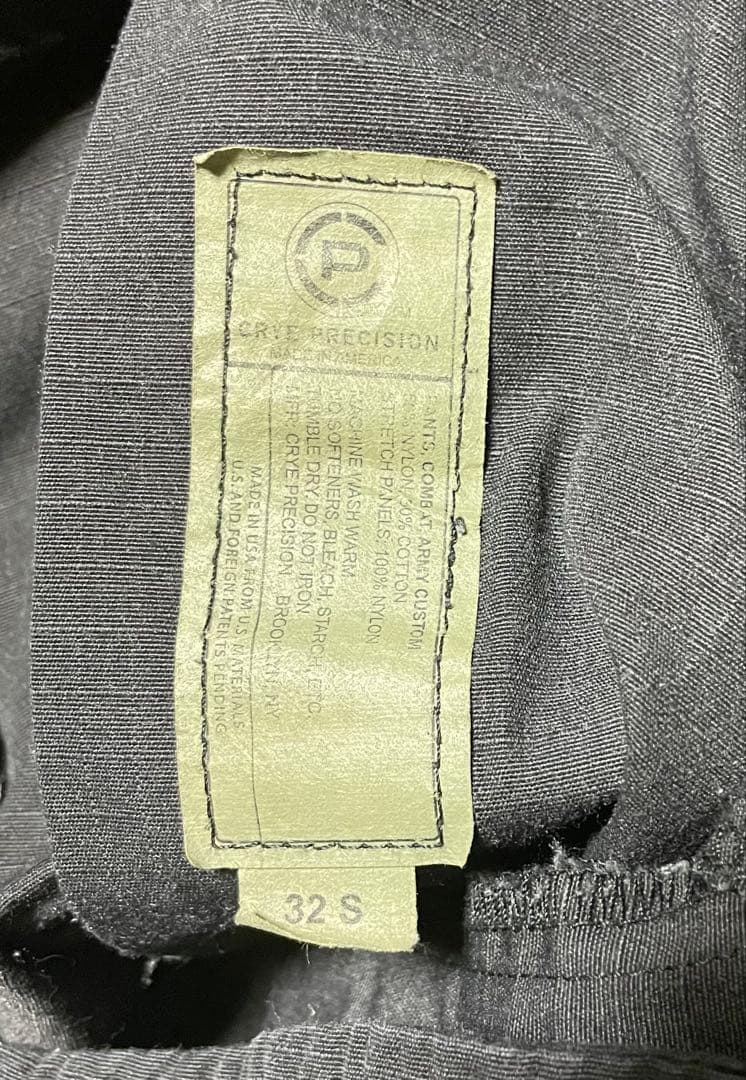 P
CRYE PRECISION
MADE IN AMERICA
PANTS, COMBAT, ARMY CUSTOM
50% NYLON/50% COTTON
STRETCH PANELS: 100% NYLON
MACHINE WASH WARM
NO SOFTENERS, BLEACH, STARCH, ETC.
TUMBLE DRY, DO NOT IRON
MFR: CRYE PRECISION BROOKLYN, NY
MADE IN USA FROM U.S. MATERIALS
U.S. AND FOREIGN PATENTS PENDING
32 S